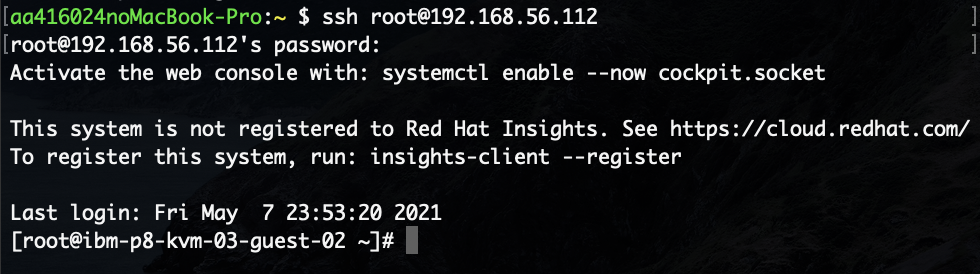 [aa416024noMacBook-Pro:~ $ ssh root@192.168.56.112 ]
[root@192.168.56.112's password: ]
Activate the web console with: systemctl enable --now cockpit.socket

This system is not registered to Red Hat Insights. See https://cloud.redhat.com/
To register this system, run: insights-client --register

Last login: Fri May  7 23:53:20 2021
[root@ibm-p8-kvm-03-guest-02 ~]#